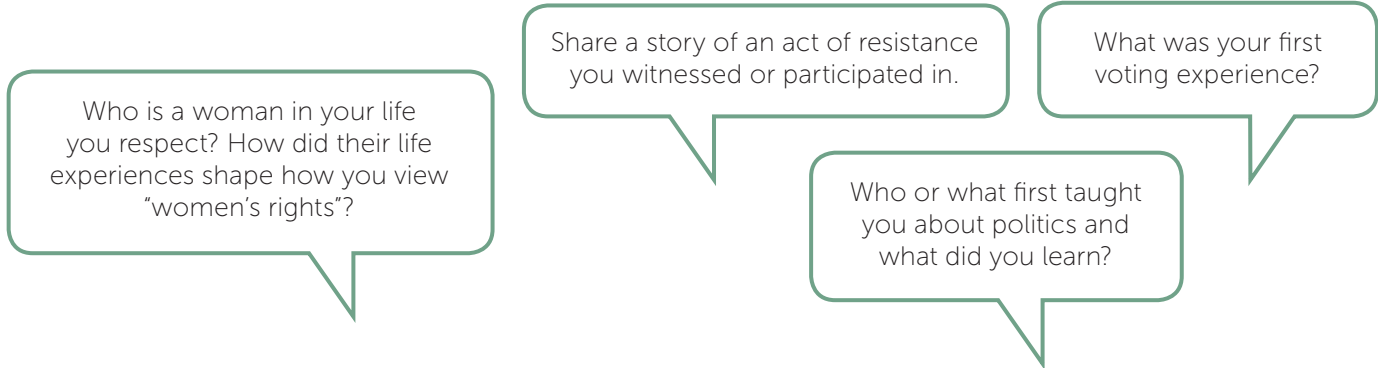 Who is a woman in your life
you respect? How did their life
experiences shape how you view
“women’s rights”?
Share a story of an act of resistance
you witnessed or participated in.
What was your first
voting experience?
Who or what first taught
you about politics and
what did you learn?